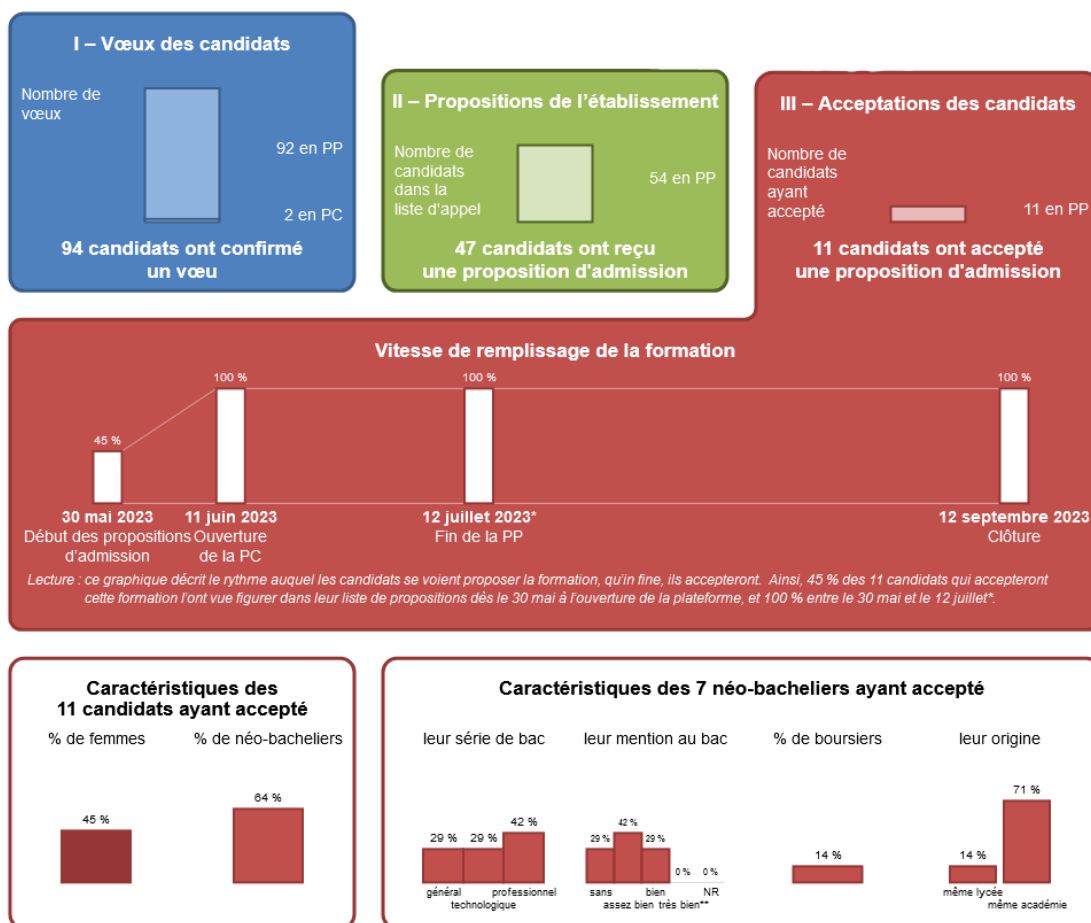 I – Vœux des candidats
Nombre de
vœux
92 en PP
2 en PC
94 candidats ont confirmé
un vœu
II – Propositions de l'établissement
Nombre de
candidats
dans la
liste d'appel
54 en PP
47 candidats ont reçu
une proposition d'admission
III – Acceptations des candidats
Nombre de
candidats
ayant
accepté
11 en PP
11 candidats ont accepté
une proposition d'admission
Vitesse de remplissage de la formation
45 %
100 %
100 %
100 %
30 mai 2023
Début des propositions
d'admission
11 juin 2023
Ouverture
de la PC
12 juillet 2023*
Fin de la PP
12 septembre 2023
Clôture
Lecture : ce graphique décrit le rythme auquel les candidats se voient proposer la formation, qu'in fine, ils accepteront. Ainsi, 45 % des 11 candidats qui accepteront
cette formation l'ont vue figurer dans leur liste de propositions dès le 30 mai à l'ouverture de la plateforme, et 100 % entre le 30 mai et le 12 juillet*.
Caractéristiques des
11 candidats ayant accepté
% de femmes
% de néo-bacheliers
45 %
64 %
Caractéristiques des 7 néo-bacheliers ayant accepté
leur série de bac
29 %
29 %
42 %
général
professionnel
technologique
leur mention au bac
29 %
42 %
29 %
0 %
0 %
sans
bien
NR
assez bien
très bien**
% de boursiers
14 %
leur origine
14 %
71 %
même lycée
même académie